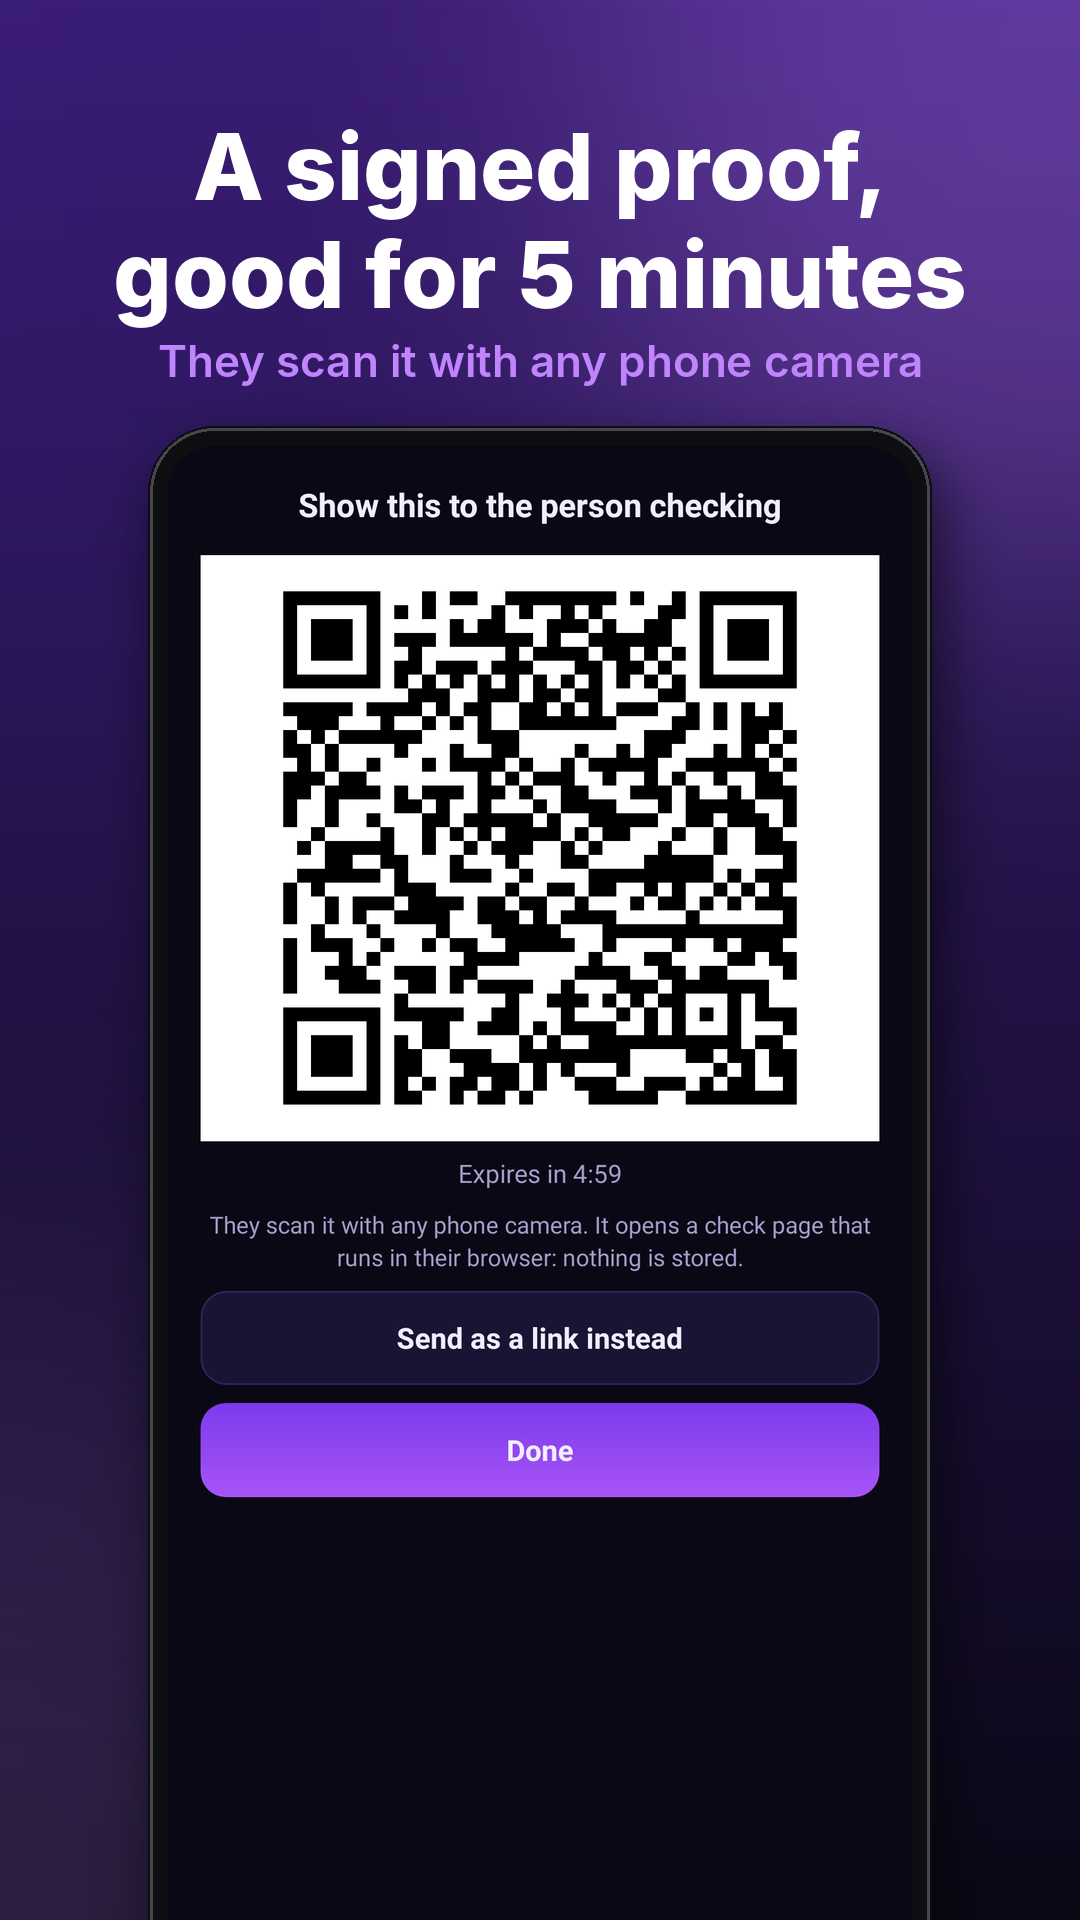 A signed proof,
good for 5 minutes
They scan it with any phone camera
Show this to the person checking
Expires in 4:59
They scan it with any phone camera. It opens a check page that
runs in their browser: nothing is stored.
Send as a link instead
Done